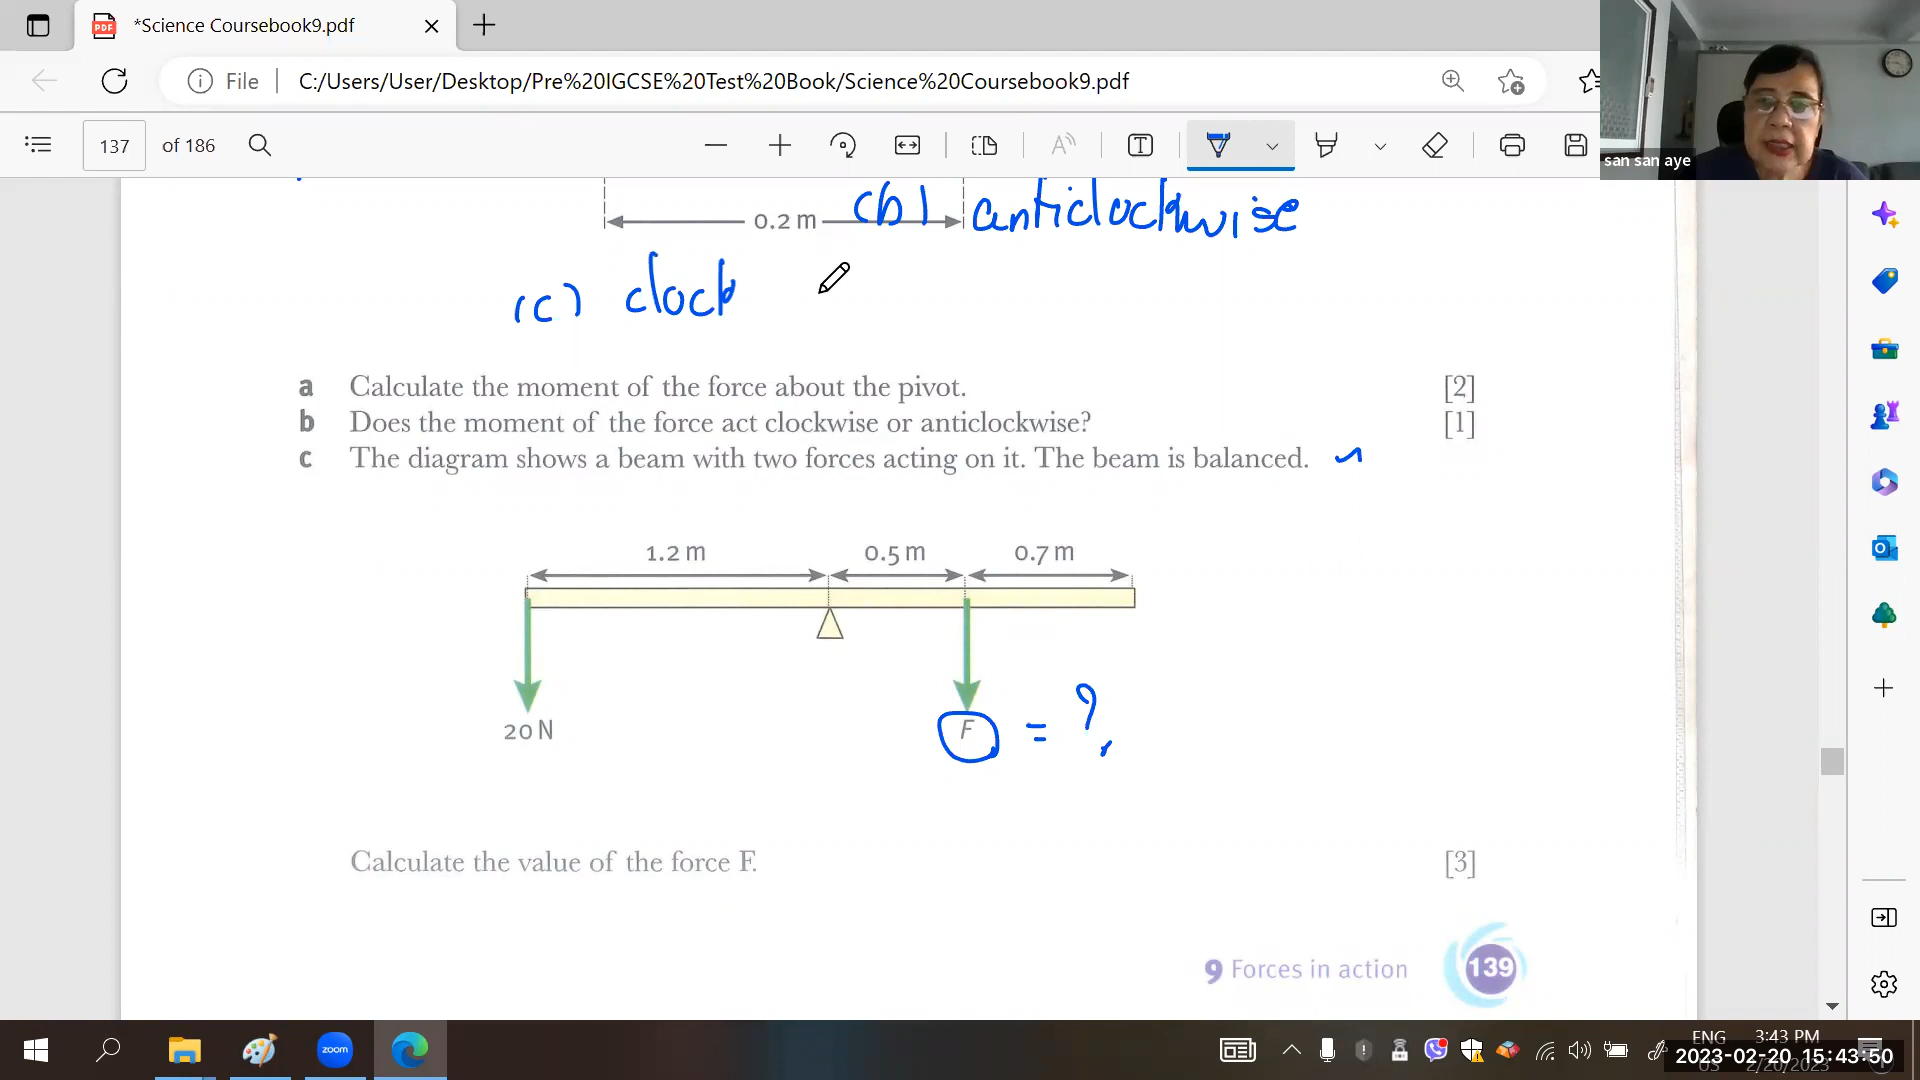 *Science Coursebook9.pdf
File
C:/Users/User/Desktop/Pre%20IGCSE%20Test%20Book/Science%20Coursebook9.pdf
137 of 186
san san aye
0.2 m
(b) anticlockwise
(c) clock
a Calculate the moment of the force about the pivot. [2]
b Does the moment of the force act clockwise or anticlockwise? [1]
c The diagram shows a beam with two forces acting on it. The beam is balanced.
1.2 m 0.5 m 0.7 m
20 N F = ?
Calculate the value of the force F. [3]
9 Forces in action 139
zoom
ENG 3:43 PM
2023-02-20 15:43:50